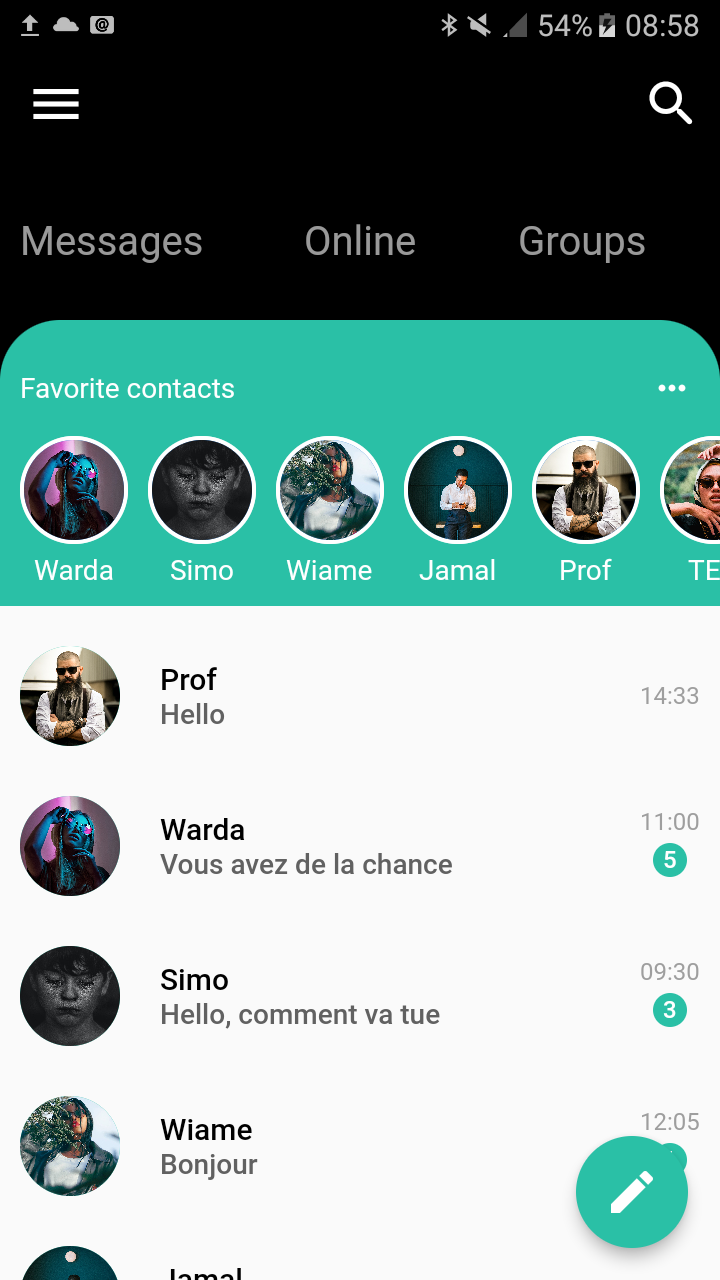 54% 08:58
Messages Online Groups
Favorite contacts
Warda Simo Wiame Jamal Prof TE
Prof
Hello
14:33
Warda
Vous avez de la chance
11:00
5
Simo
Hello, comment va tue
09:30
3
Wiame
Bonjour
12:05
Jamal